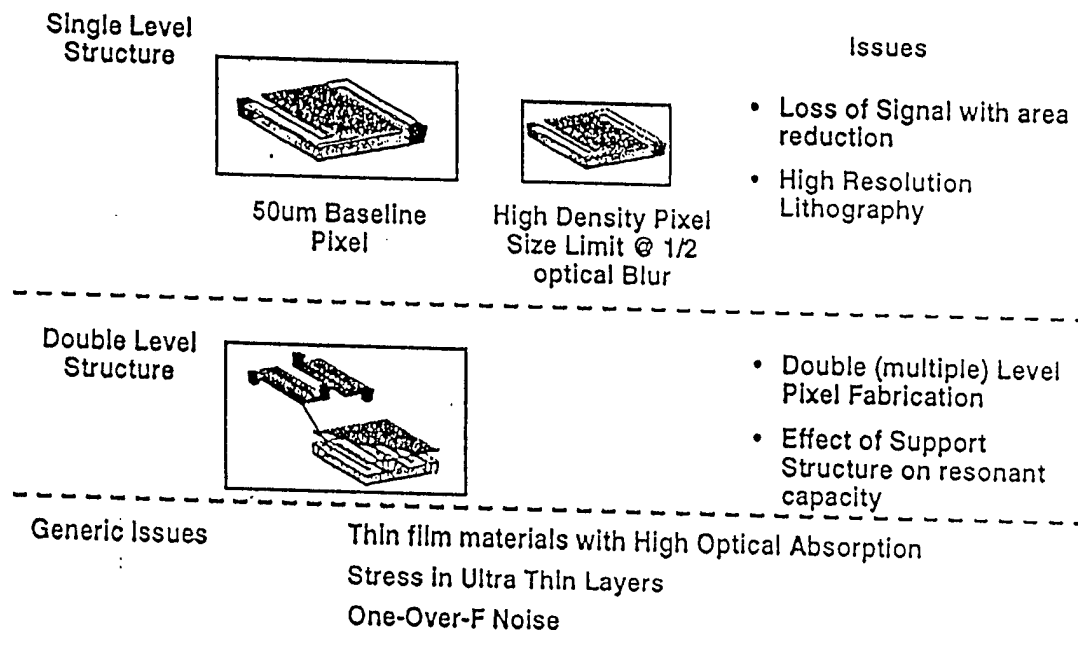 Single Level
Structure
Issues
50um Baseline
Pixel
High Density Pixel
Size Limit @ 1/2
optical Blur
• Loss of Signal with area
reduction
• High Resolution
Lithography
Double Level
Structure
• Double (multiple) Level
Pixel Fabrication
• Effect of Support
Structure on resonant
capacity
Generic Issues
Thin film materials with High Optical Absorption
Stress in Ultra Thin Layers
One-Over-F Noise